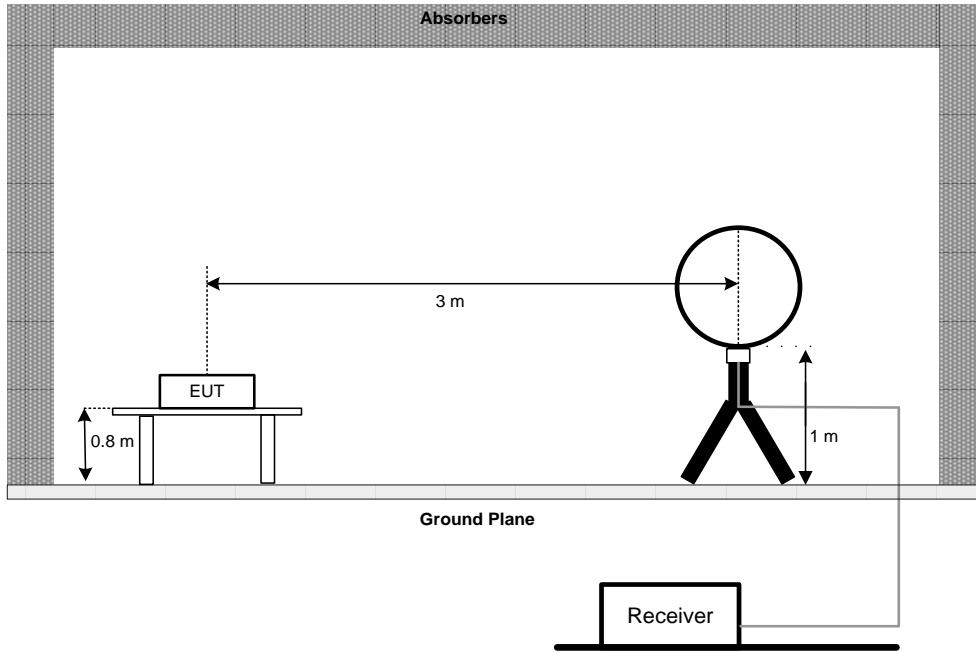 Absorbers
3 m
EUT
0.8 m
1 m
Ground Plane
Receiver